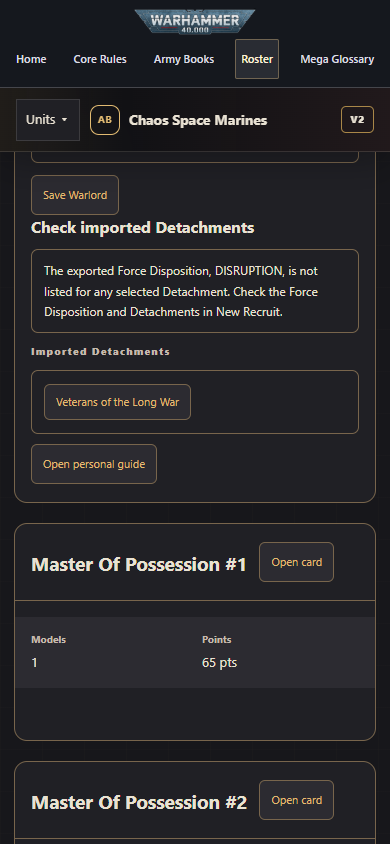 WARHAMMER
40,000
Home Core Rules Army Books Roster Mega Glossary
Units AB Chaos Space Marines V2
Save Warlord
Check imported Detachments
The exported Force Disposition, DISRUPTION, is not
listed for any selected Detachment. Check the Force
Disposition and Detachments in New Recruit.
Imported Detachments
Veterans of the Long War
Open personal guide
Master Of Possession #1 Open card
Models Points
1 65 pts
Master Of Possession #2 Open card